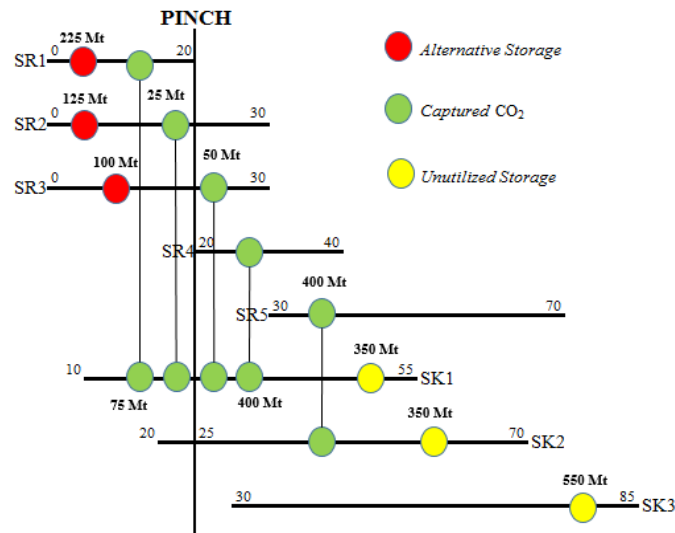 PINCH
225 Mt
Alternative Storage
SR1 0 20
125 Mt
25 Mt
Captured CO₂
SR2 0 30
100 Mt
50 Mt
Unutilized Storage
SR3 0 30
SR4 20 40
400 Mt
SR5 30 70
350 Mt
10 55 SK1
75 Mt
400 Mt
350 Mt
20 25 70 SK2
550 Mt
30 85 SK3